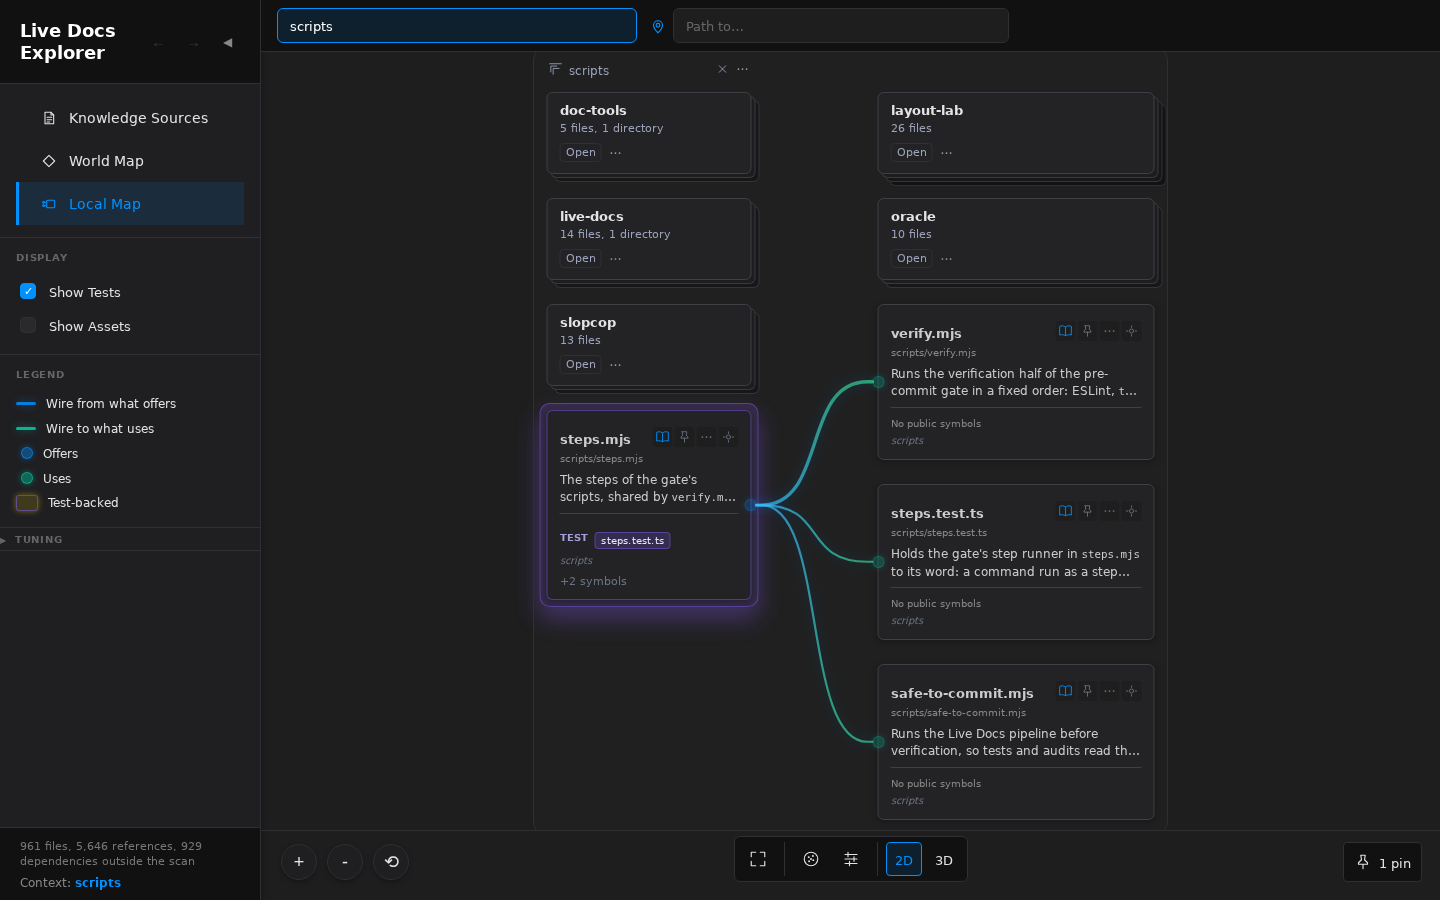 Live Docs
Explorer
Knowledge Sources
World Map
Local Map
DISPLAY
Show Tests
Show Assets
LEGEND
Wire from what offers
Wire to what uses
Offers
Uses
Test-backed
TUNING
961 files, 5,646 references, 929
dependencies outside the scan
Context: scripts
scripts
Path to...
scripts
doc-tools
5 files, 1 directory
Open
layout-lab
26 files
Open
live-docs
14 files, 1 directory
Open
oracle
10 files
Open
slopcop
13 files
Open
verify.mjs
scripts/verify.mjs
Runs the verification half of the pre-
commit gate in a fixed order: ESLint, t…
No public symbols
scripts
steps.mjs
scripts/steps.mjs
The steps of the gate's
scripts, shared by verify.m…
TEST steps.test.ts
scripts
+2 symbols
steps.test.ts
scripts/steps.test.ts
Holds the gate's step runner in steps.mjs
to its word: a command run as a step…
No public symbols
scripts
safe-to-commit.mjs
scripts/safe-to-commit.mjs
Runs the Live Docs pipeline before
verification, so tests and audits read th…
No public symbols
scripts
+ - ⟲
2D 3D
1 pin